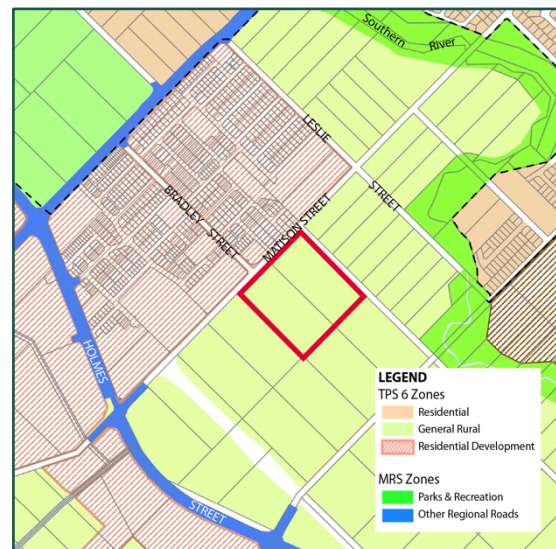 Southern
River
LESLIE
STREET
BRADLEY STREET
MATISON STREET
HOLMES
STREET
LEGEND
TPS 6 Zones
Residential
General Rural
Residential Development
MRS Zones
Parks & Recreation
Other Regional Roads